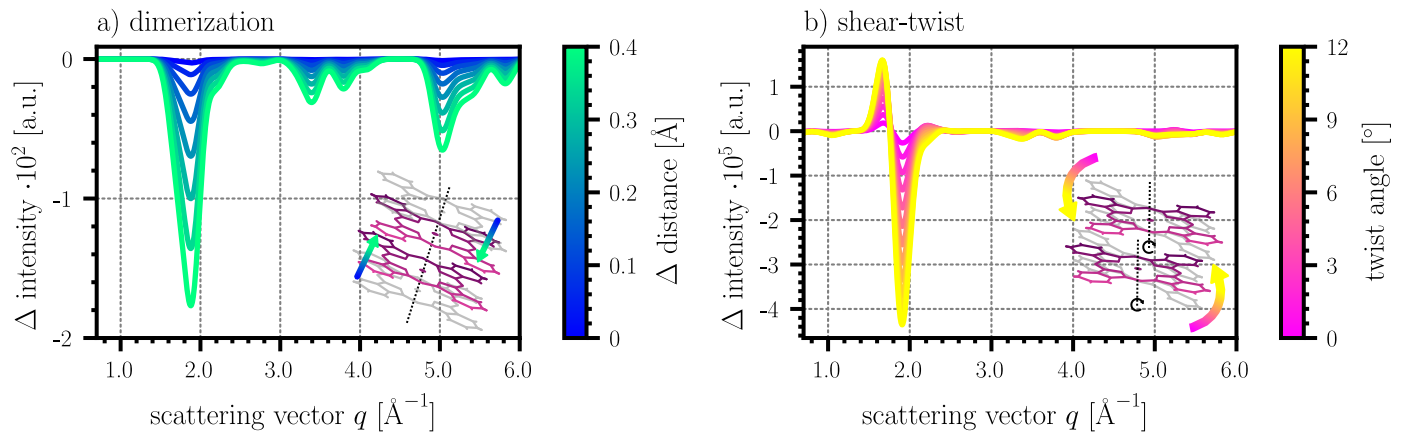 a) dimerization
b) shear-twist
0
-1
-2
Δ intensity ·10² [a.u.]
1.0 2.0 3.0 4.0 5.0 6.0
scattering vector q [Å⁻¹]
0.4
0.3
0.2
0.1
0
Δ distance [Å]
1
0
-1
-2
-3
-4
Δ intensity ·10⁵ [a.u.]
1.0 2.0 3.0 4.0 5.0 6.0
scattering vector q [Å⁻¹]
12
9
6
3
0
twist angle [°]